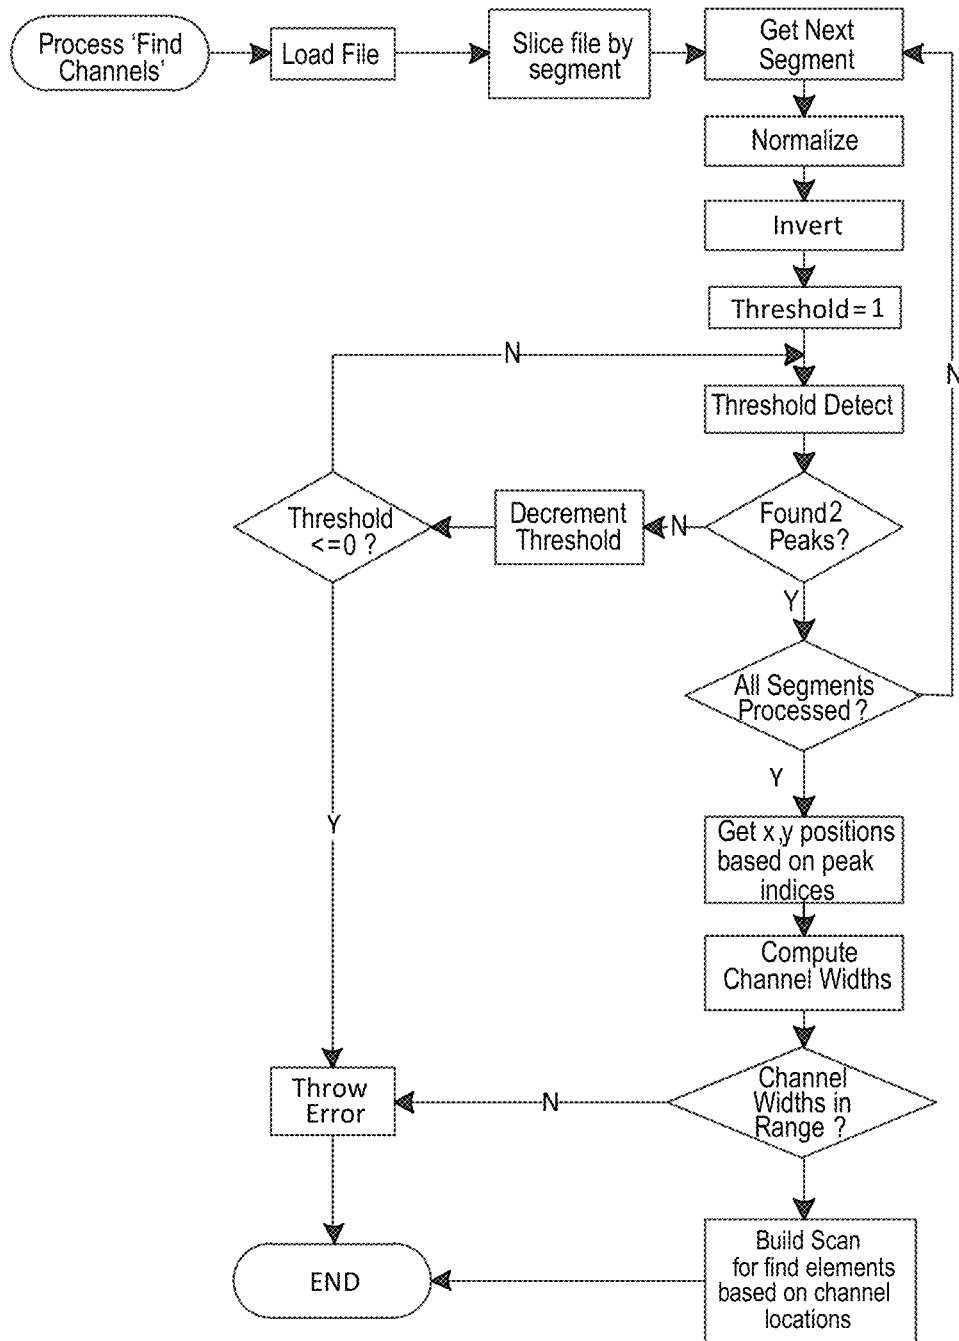 Process 'Find
Channels'
Load File
Slice file by
segment
Get Next
Segment
Normalize
Invert
Threshold=1
N
N
Threshold Detect
Threshold
<=0 ?
Decrement
Threshold
N
Found2
Peaks?
Y
All Segments
Processed ?
Y
Y
Get x,y positions
based on peak
indices
Compute
Channel Widths
Throw
Error
N
Channel
Widths in
Range ?
END
Build Scan
for find elements
based on channel
locations